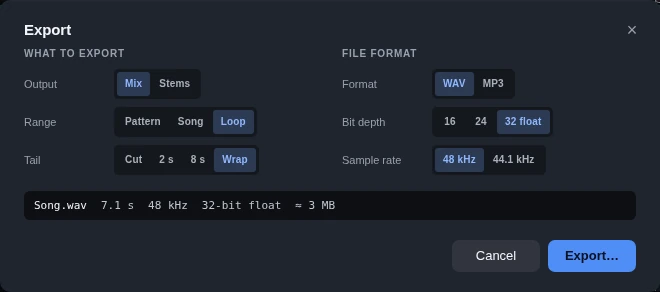 Export ×
WHAT TO EXPORT
Output Mix Stems
Range Pattern Song Loop
Tail Cut 2 s 8 s Wrap
FILE FORMAT
Format WAV MP3
Bit depth 16 24 32 float
Sample rate 48 kHz 44.1 kHz
Song.wav 7.1 s 48 kHz 32-bit float ≈ 3 MB
Cancel Export…